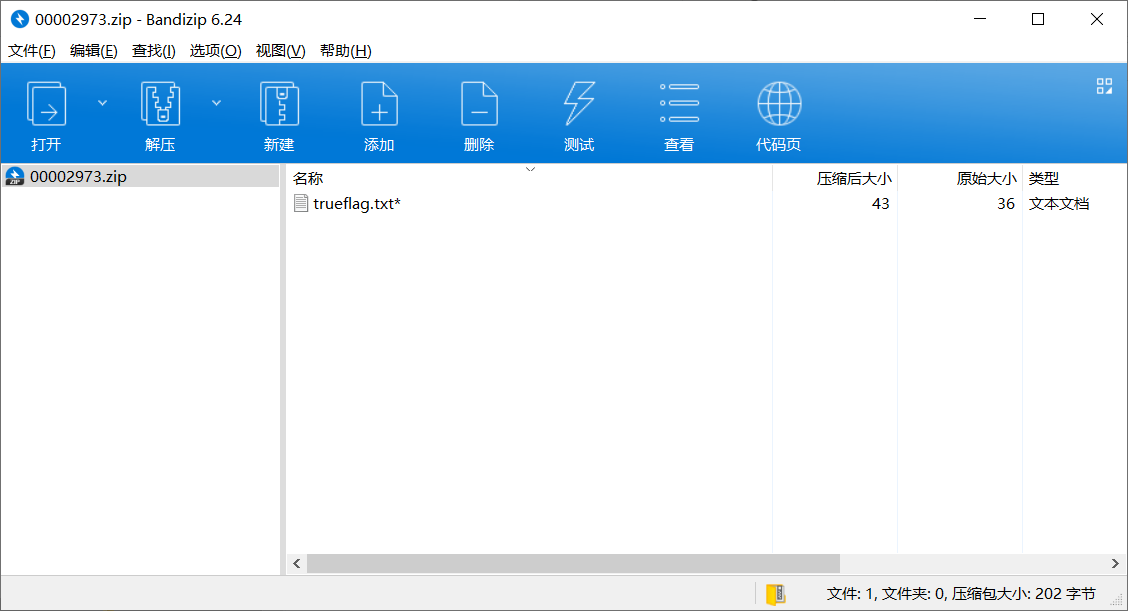 00002973.zip - Bandizip 6.24
文件(F) 编辑(E) 查找(I) 选项(O) 视图(V) 帮助(H)
打开 解压 新建 添加 删除 测试 查看 代码页
00002973.zip
名称 压缩后大小 原始大小 类型
trueflag.txt* 43 36 文本文档
文件: 1, 文件夹: 0, 压缩包大小: 202 字节